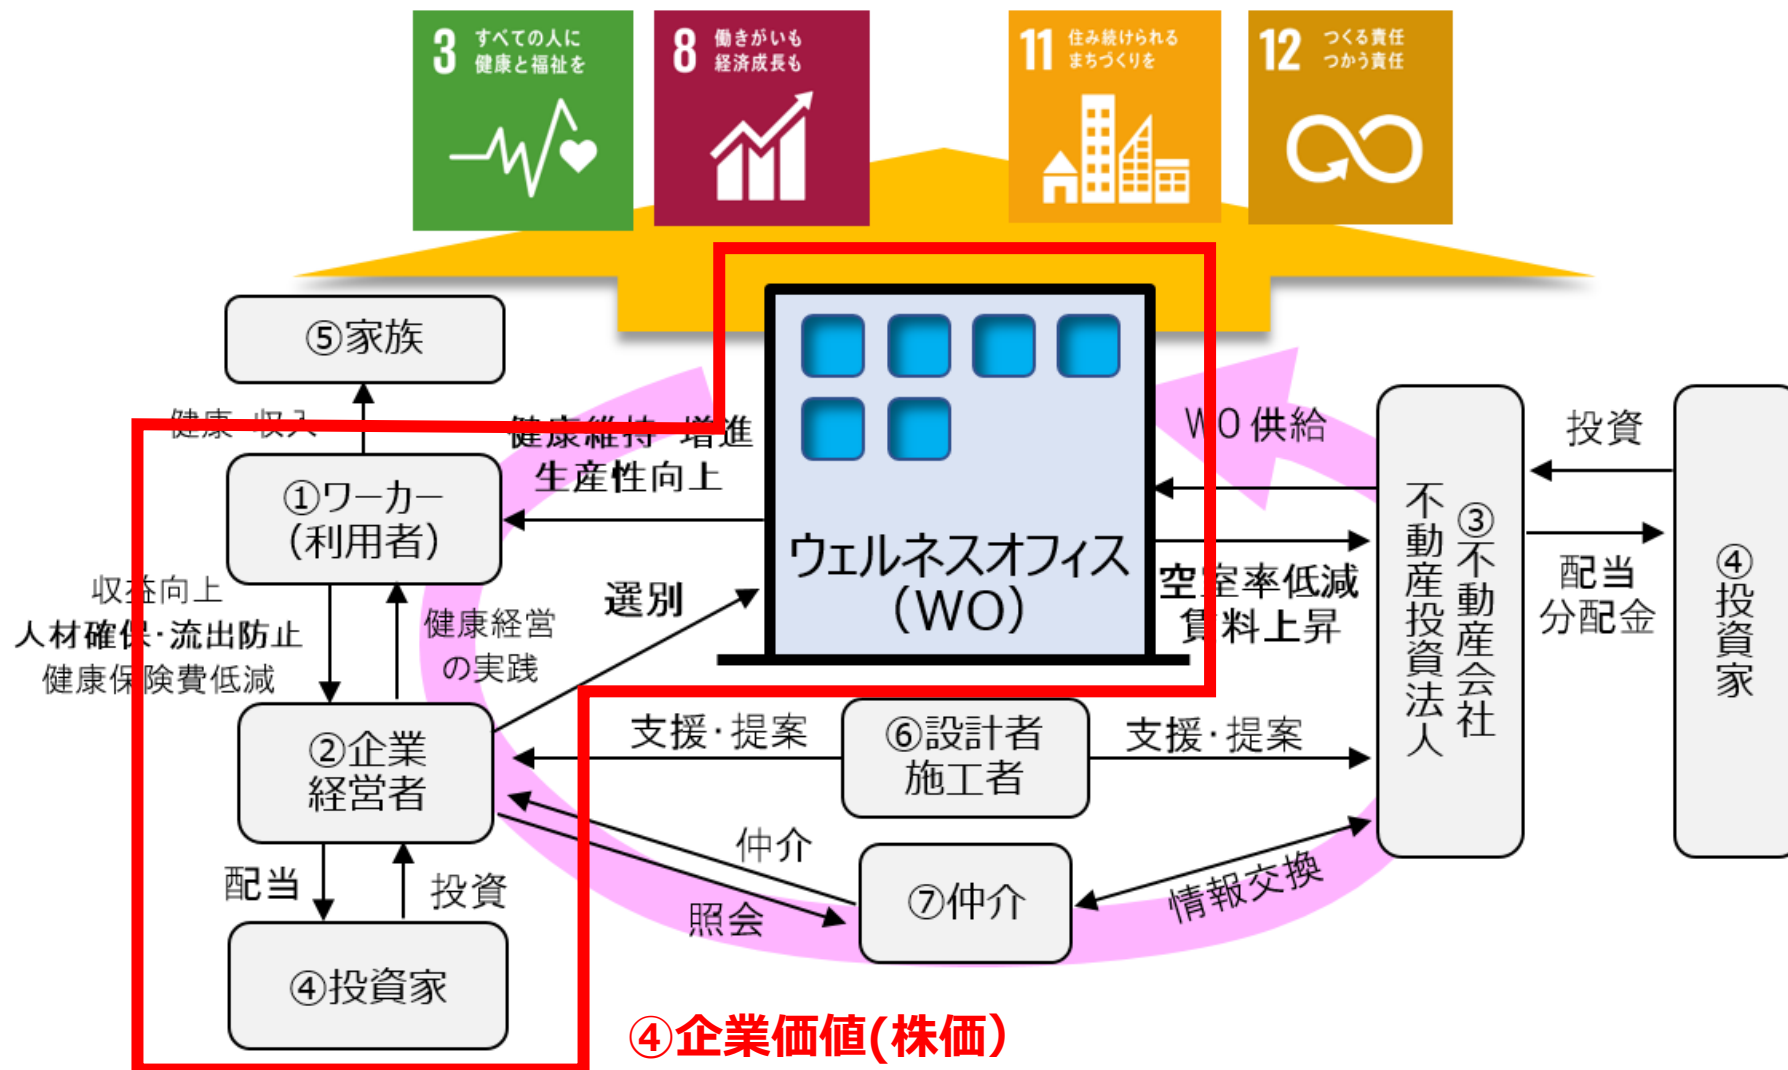 3 すべての人に
健康と福祉を
8 働きがいも
経済成長も
11 住み続けられる
まちづくりを
12 つくる責任
つかう責任
⑤家族
健康・収入
健康維持・増進
生産性向上
①ワーカー
（利用者）
収益向上
人材確保・流出防止
健康保険費低減
健康経営
の実践
選別
ウェルネスオフィス
（WO）
WO供給
空室率低減
賃料上昇
③不動産会社
不動産投資法人
投資
配当
分配金
④投資家
②企業
経営者
支援・提案
⑥設計者
施工者
支援・提案
仲介
照会
⑦仲介
情報交換
配当
投資
④投資家
④企業価値(株価）